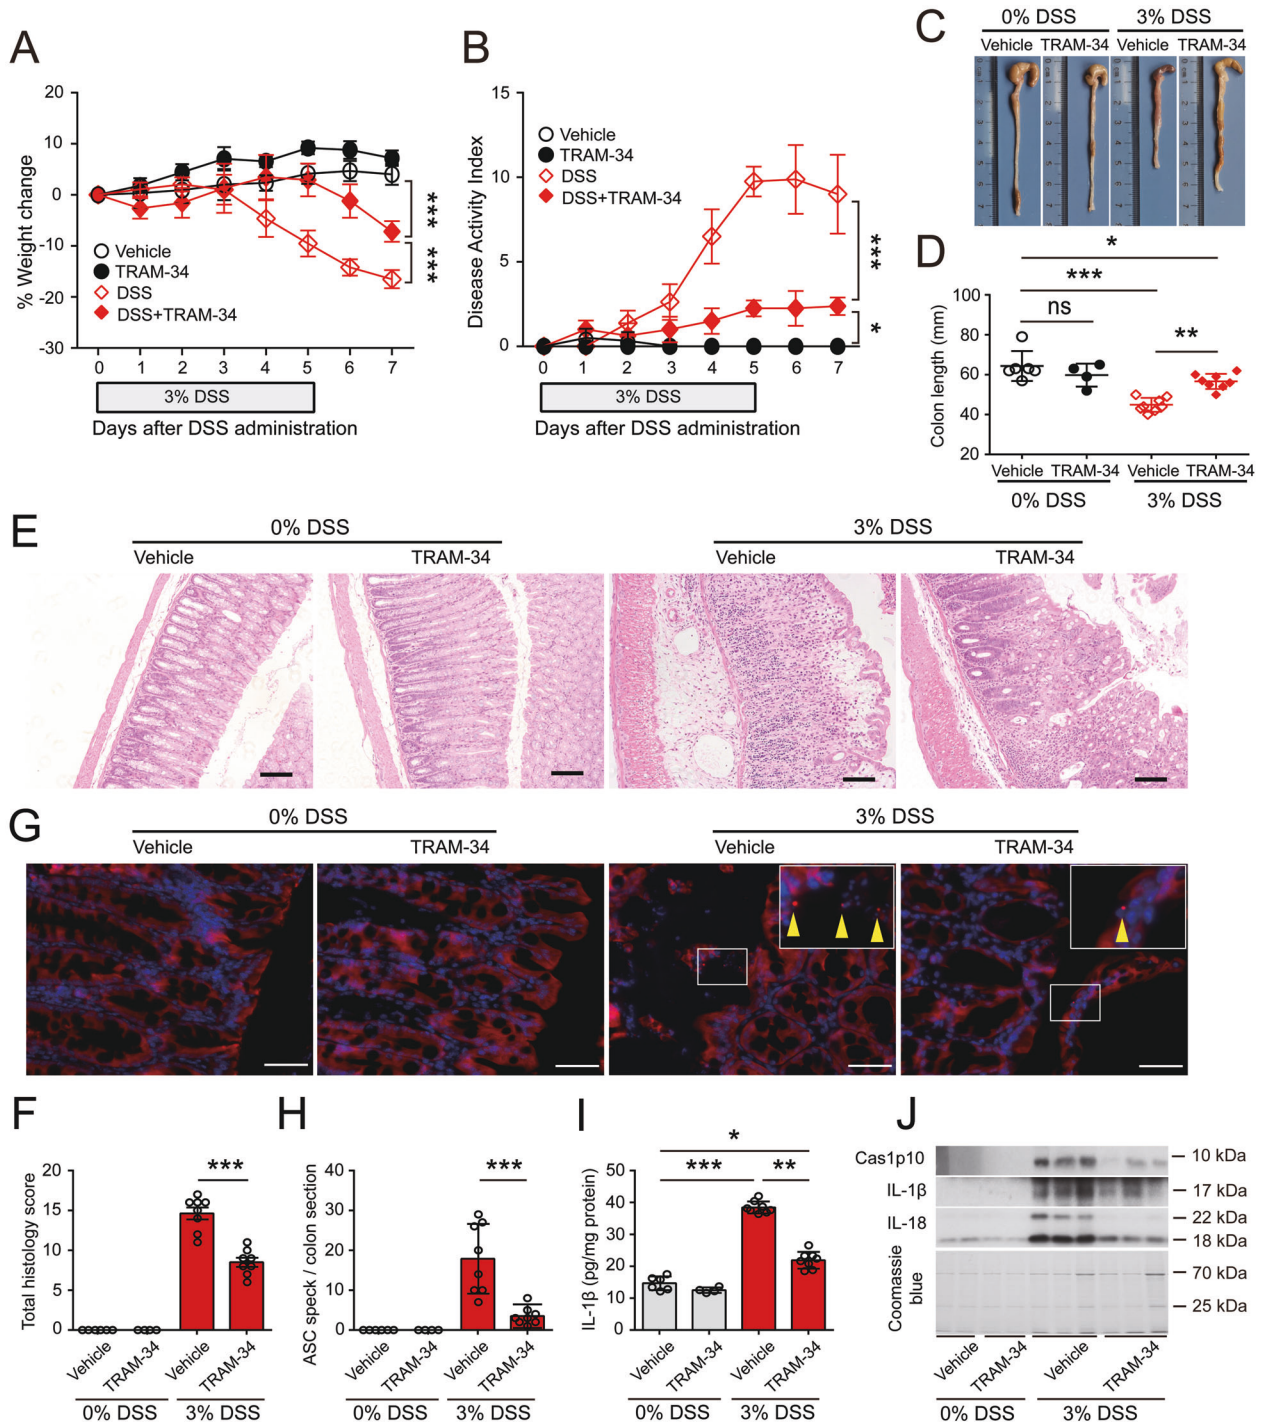 A
% Weight change
20
10
0
-10
-20
-30
Vehicle
TRAM-34
DSS
DSS+TRAM-34
***
***
0 1 2 3 4 5 6 7
3% DSS
Days after DSS administration
B
Disease Activity Index
15
10
5
0
Vehicle
TRAM-34
DSS
DSS+TRAM-34
***
*
0 1 2 3 4 5 6 7
3% DSS
Days after DSS administration
C
0% DSS 3% DSS
Vehicle TRAM-34 Vehicle TRAM-34
D
Colon length (mm)
100
80
60
40
20
*
***
ns
**
Vehicle TRAM-34 Vehicle TRAM-34
0% DSS 3% DSS
E
0% DSS 3% DSS
Vehicle TRAM-34 Vehicle TRAM-34
G
0% DSS 3% DSS
Vehicle TRAM-34 Vehicle TRAM-34
F
Total histology score
20
15
10
5
0
***
Vehicle TRAM-34 Vehicle TRAM-34
0% DSS 3% DSS
H
ASC speck / colon section
40
30
20
10
0
***
Vehicle TRAM-34 Vehicle TRAM-34
0% DSS 3% DSS
I
IL-1β (pg/mg protein)
50
40
30
20
10
0
*
*** **
Vehicle TRAM-34 Vehicle TRAM-34
0% DSS 3% DSS
J
Cas1p10 10 kDa
IL-1β 17 kDa
IL-18 22 kDa
18 kDa
Coomassie blue
70 kDa
25 kDa
Vehicle TRAM-34 Vehicle TRAM-34
0% DSS 3% DSS